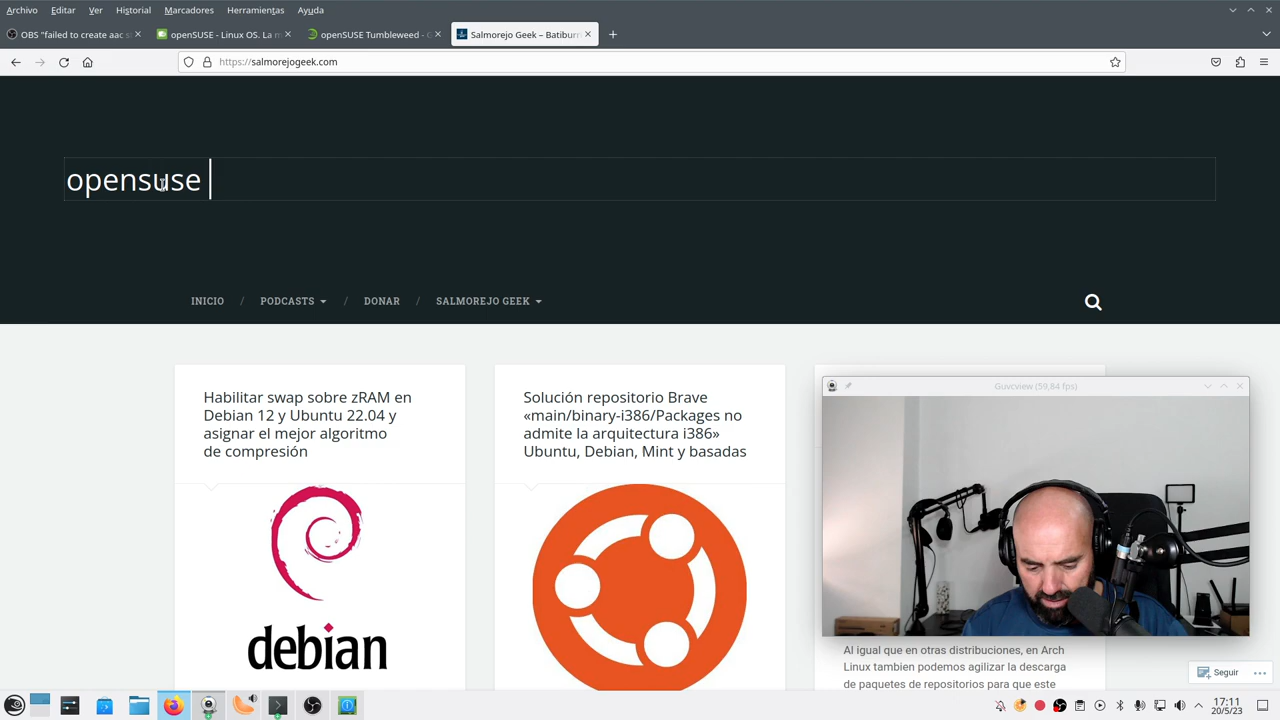 Archivo Editar Ver Historial Marcadores Herramientas Ayuda
OBS "failed to create aac s
openSUSE - Linux OS. La m
openSUSE Tumbleweed - O
Salmorejo Geek – Batibur
https://salmorejogeek.com
opensuse
INICIO / PODCASTS / DONAR / SALMOREJO GEEK
Habilitar swap sobre zRAM en
Debian 12 y Ubuntu 22.04 y
asignar el mejor algoritmo
de compresión
debian
Solución repositorio Brave
«main/binary-i386/Packages no
admite la arquitectura i386»
Ubuntu, Debian, Mint y basadas
Guvcview (59,84 fps)
Al igual que en otras distribuciones, en Arch
Linux tambien podemos agilizar la descarga
de paquetes de repositorios para que este
Seguir
17:11
20/5/23